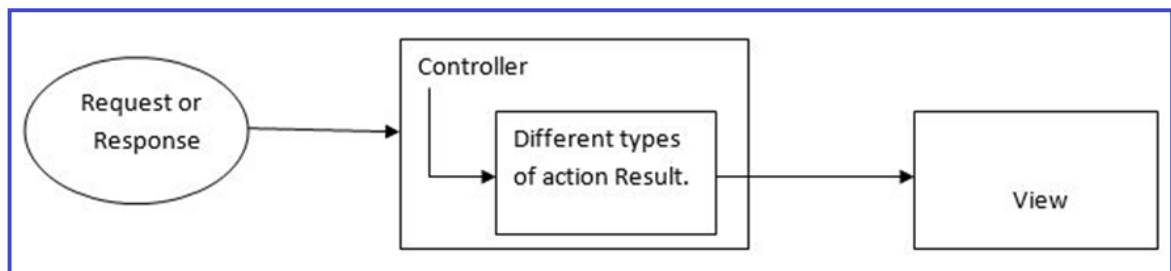 Request or
Response
Controller
Different types
of action Result.
View